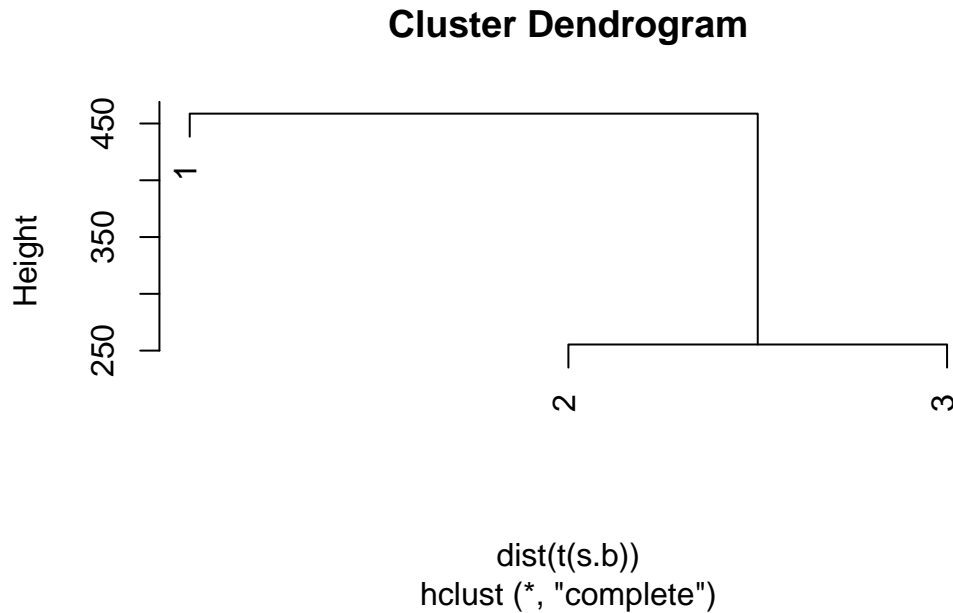 Cluster Dendrogram
Height
450
350
250
1
2
3
dist(t(s.b))
hclust (*, "complete")